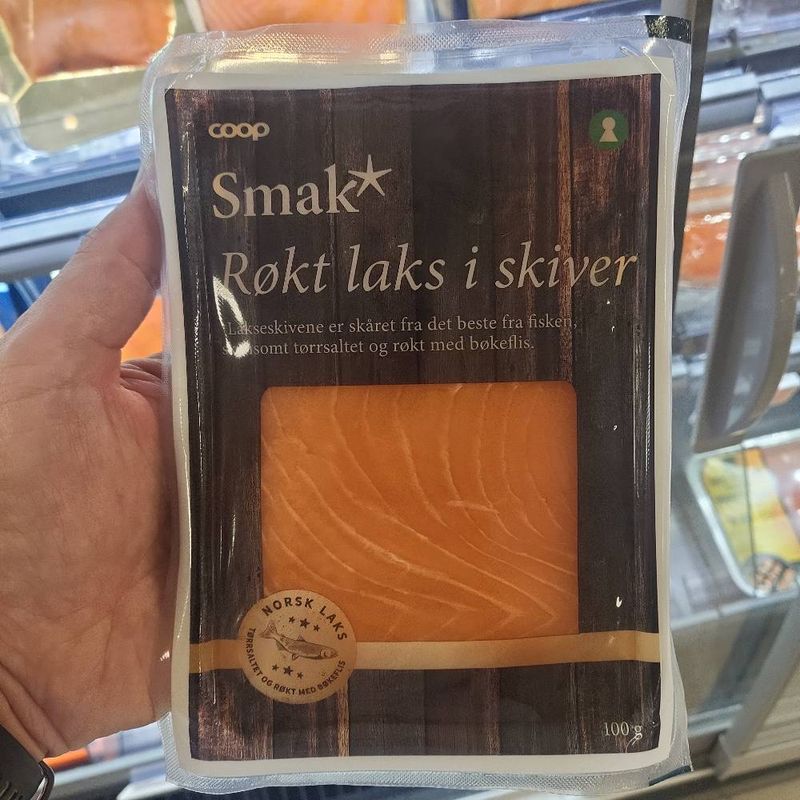 coop
Smak
Røkt laks i skiver
Lakseskivene er skåret fra det beste fra fisken,
tørrsaltet og røkt med bøkeflis.
NORSK LAKS
TØRRSALTET OG RØKT MED BØKEFLIS
100 g